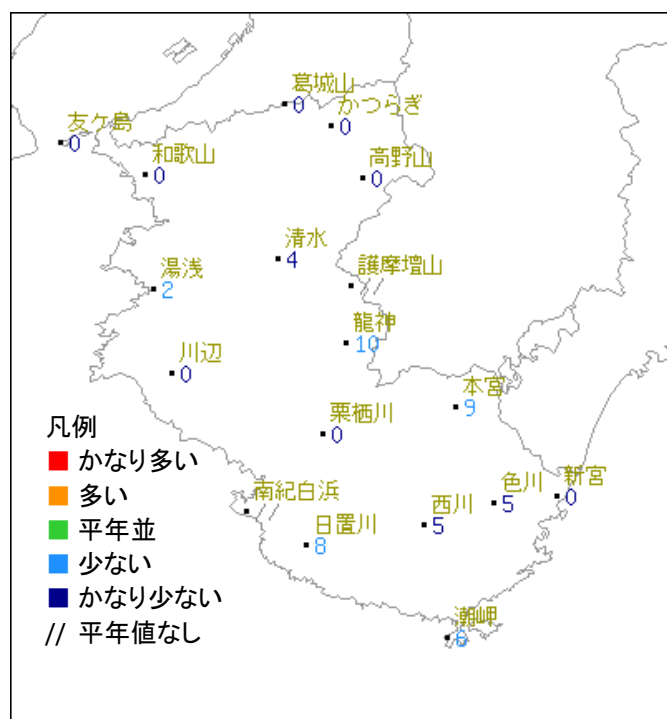 葛城山
0
かつらぎ
0
友ケ島
0
和歌山
0
高野山
0
清水
4
護摩壇山
//
湯浅
2
龍神
10
川辺
0
本宮
9
栗栖川
0
凡例
かなり多い
多い
平年並
少ない
かなり少ない
// 平年値なし
南紀白浜
//
日置川
8
西川
5
色川
5
新宮
0
潮岬